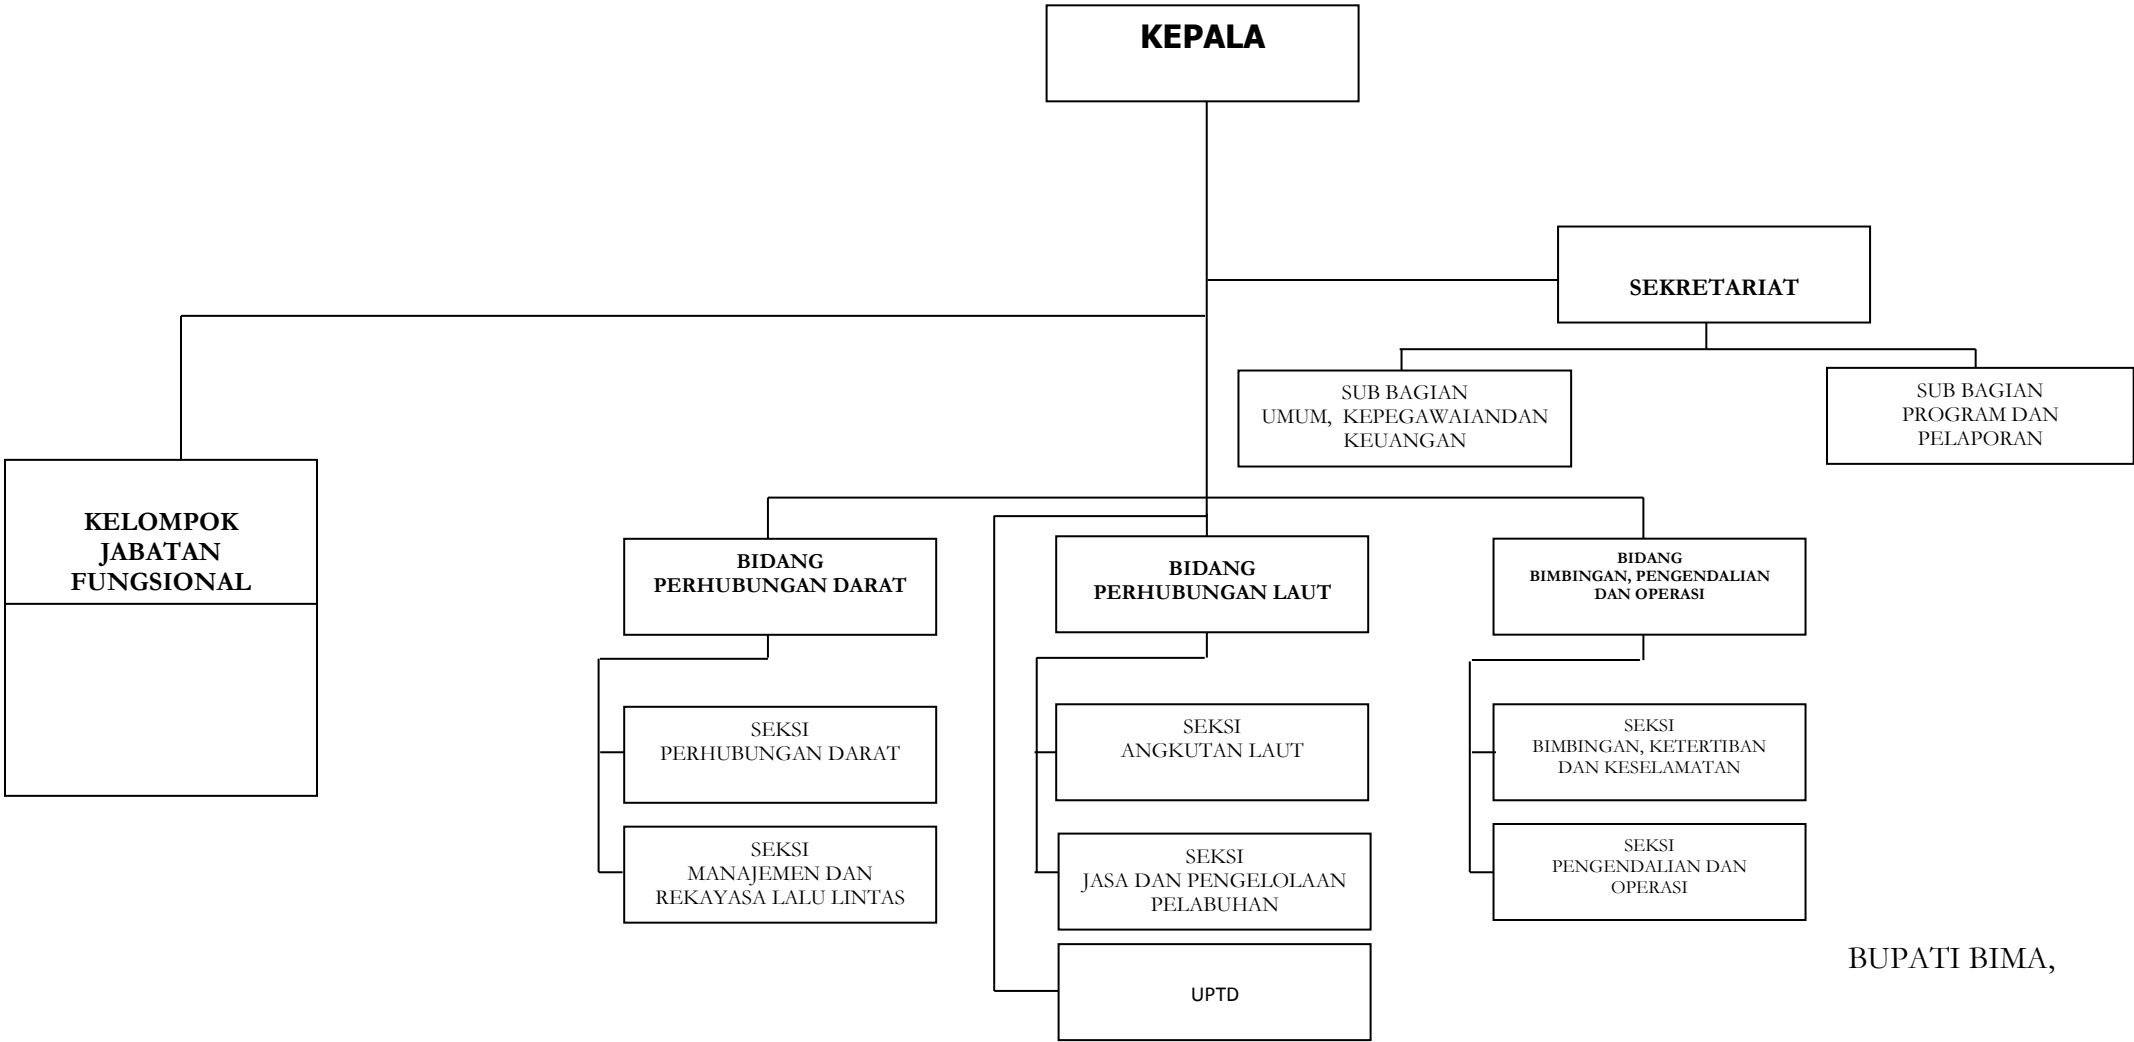 KEPALA
SEKRETARIAT
SUB BAGIAN
UMUM, KEPEGAWAIANDAN
KEUANGAN
SUB BAGIAN
PROGRAM DAN
PELAPORAN
KELOMPOK
JABATAN
FUNGSIONAL
BIDANG
PERHUBUNGAN DARAT
BIDANG
PERHUBUNGAN LAUT
BIDANG
BIMBINGAN, PENGENDALIAN
DAN OPERASI
SEKSI
PERHUBUNGAN DARAT
SEKSI
ANGKUTAN LAUT
SEKSI
BIMBINGAN, KETERTIBAN
DAN KESELAMATAN
SEKSI
MANAJEMEN DAN
REKAYASA LALU LINTAS
SEKSI
JASA DAN PENGELOLAAN
PELABUHAN
SEKSI
PENGENDALIAN DAN
OPERASI
UPTD
BUPATI BIMA,